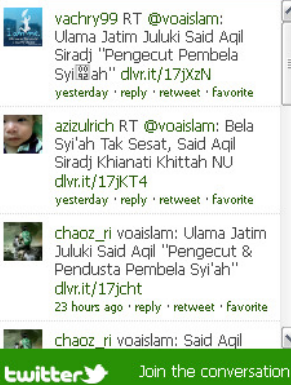 vachry99 RT @voaislam:
Ulama Jatim Juluki Said Aqil
Siradj "Pengecut Pembela
Syi ah" dlvr.it/17jXzN
yesterday · reply · retweet · favorite
azizulrich RT @voaislam: Bela
Syi'ah Tak Sesat, Said Aqil
Siradj Khianati Khittah NU
dlvr.it/17jKT4
yesterday · reply · retweet · favorite
chaoz_ri voaislam: Ulama Jatim
Juluki Said Aqil "Pengecut &
Pendusta Pembela Syi'ah"
dlvr.it/17jcht
23 hours ago · reply · retweet · favorite
chaoz_ri voaislam: Said Aqil
twitter Join the conversation